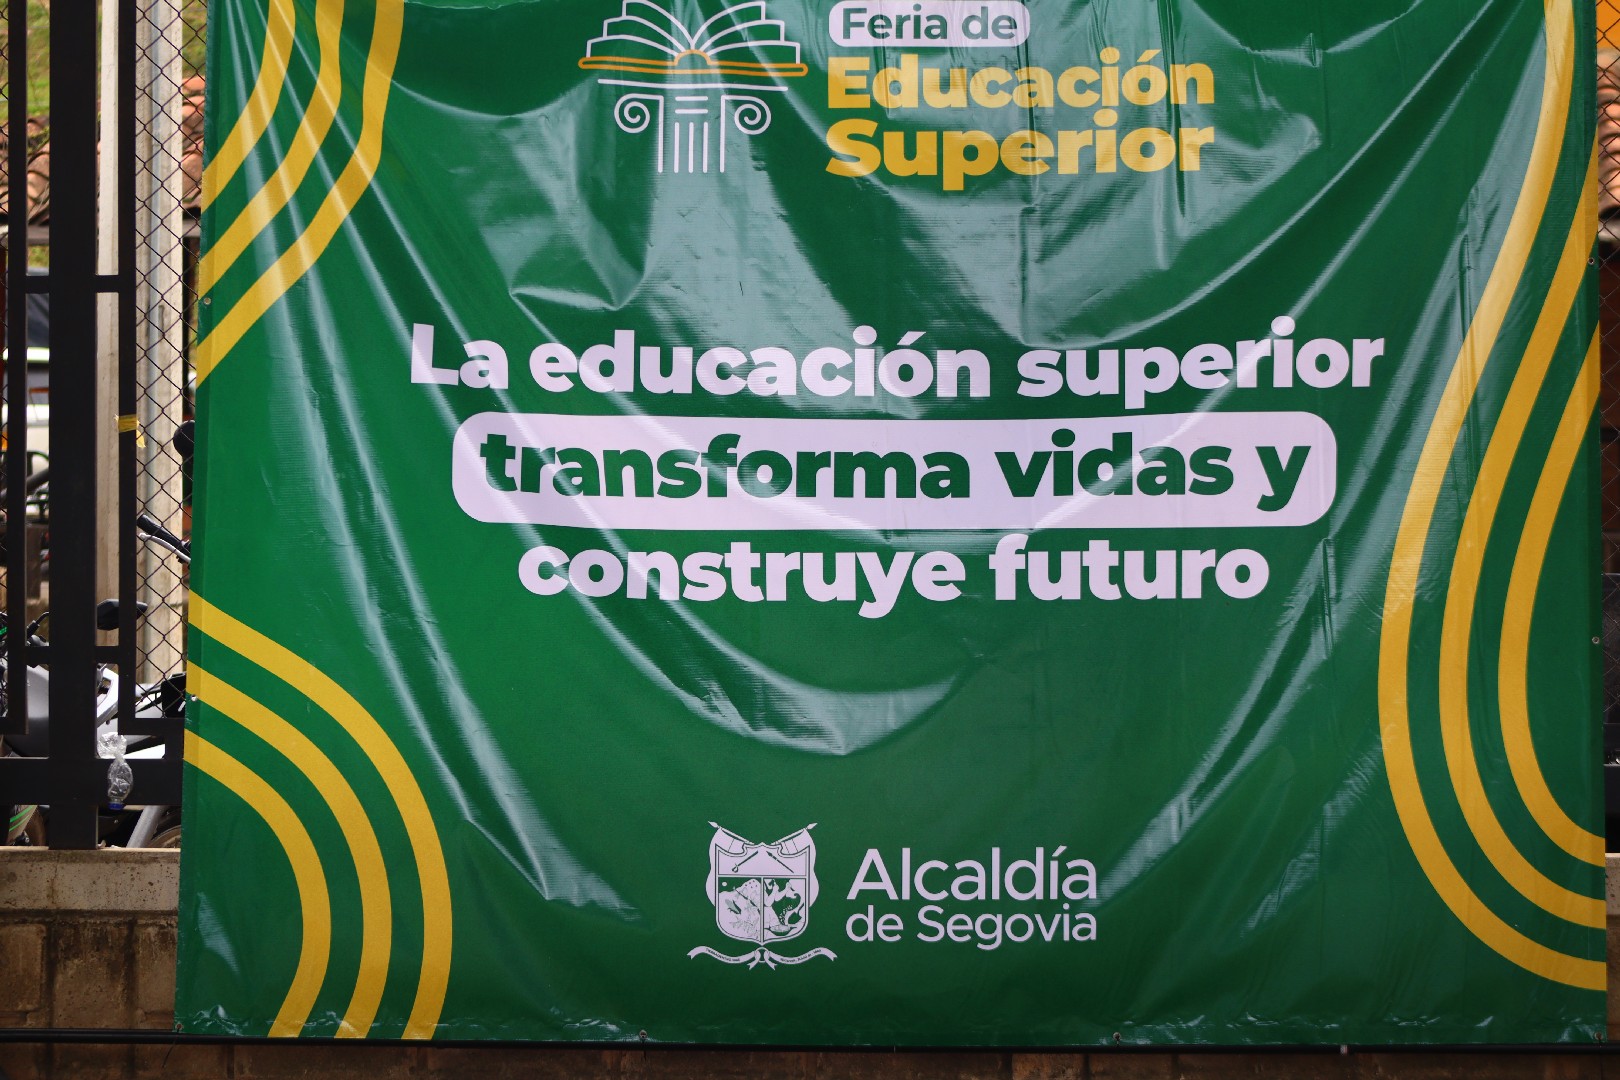 Feria de
Educación
Superior
La educación superior
transforma vidas y
construye futuro
Alcaldía
de Segovia